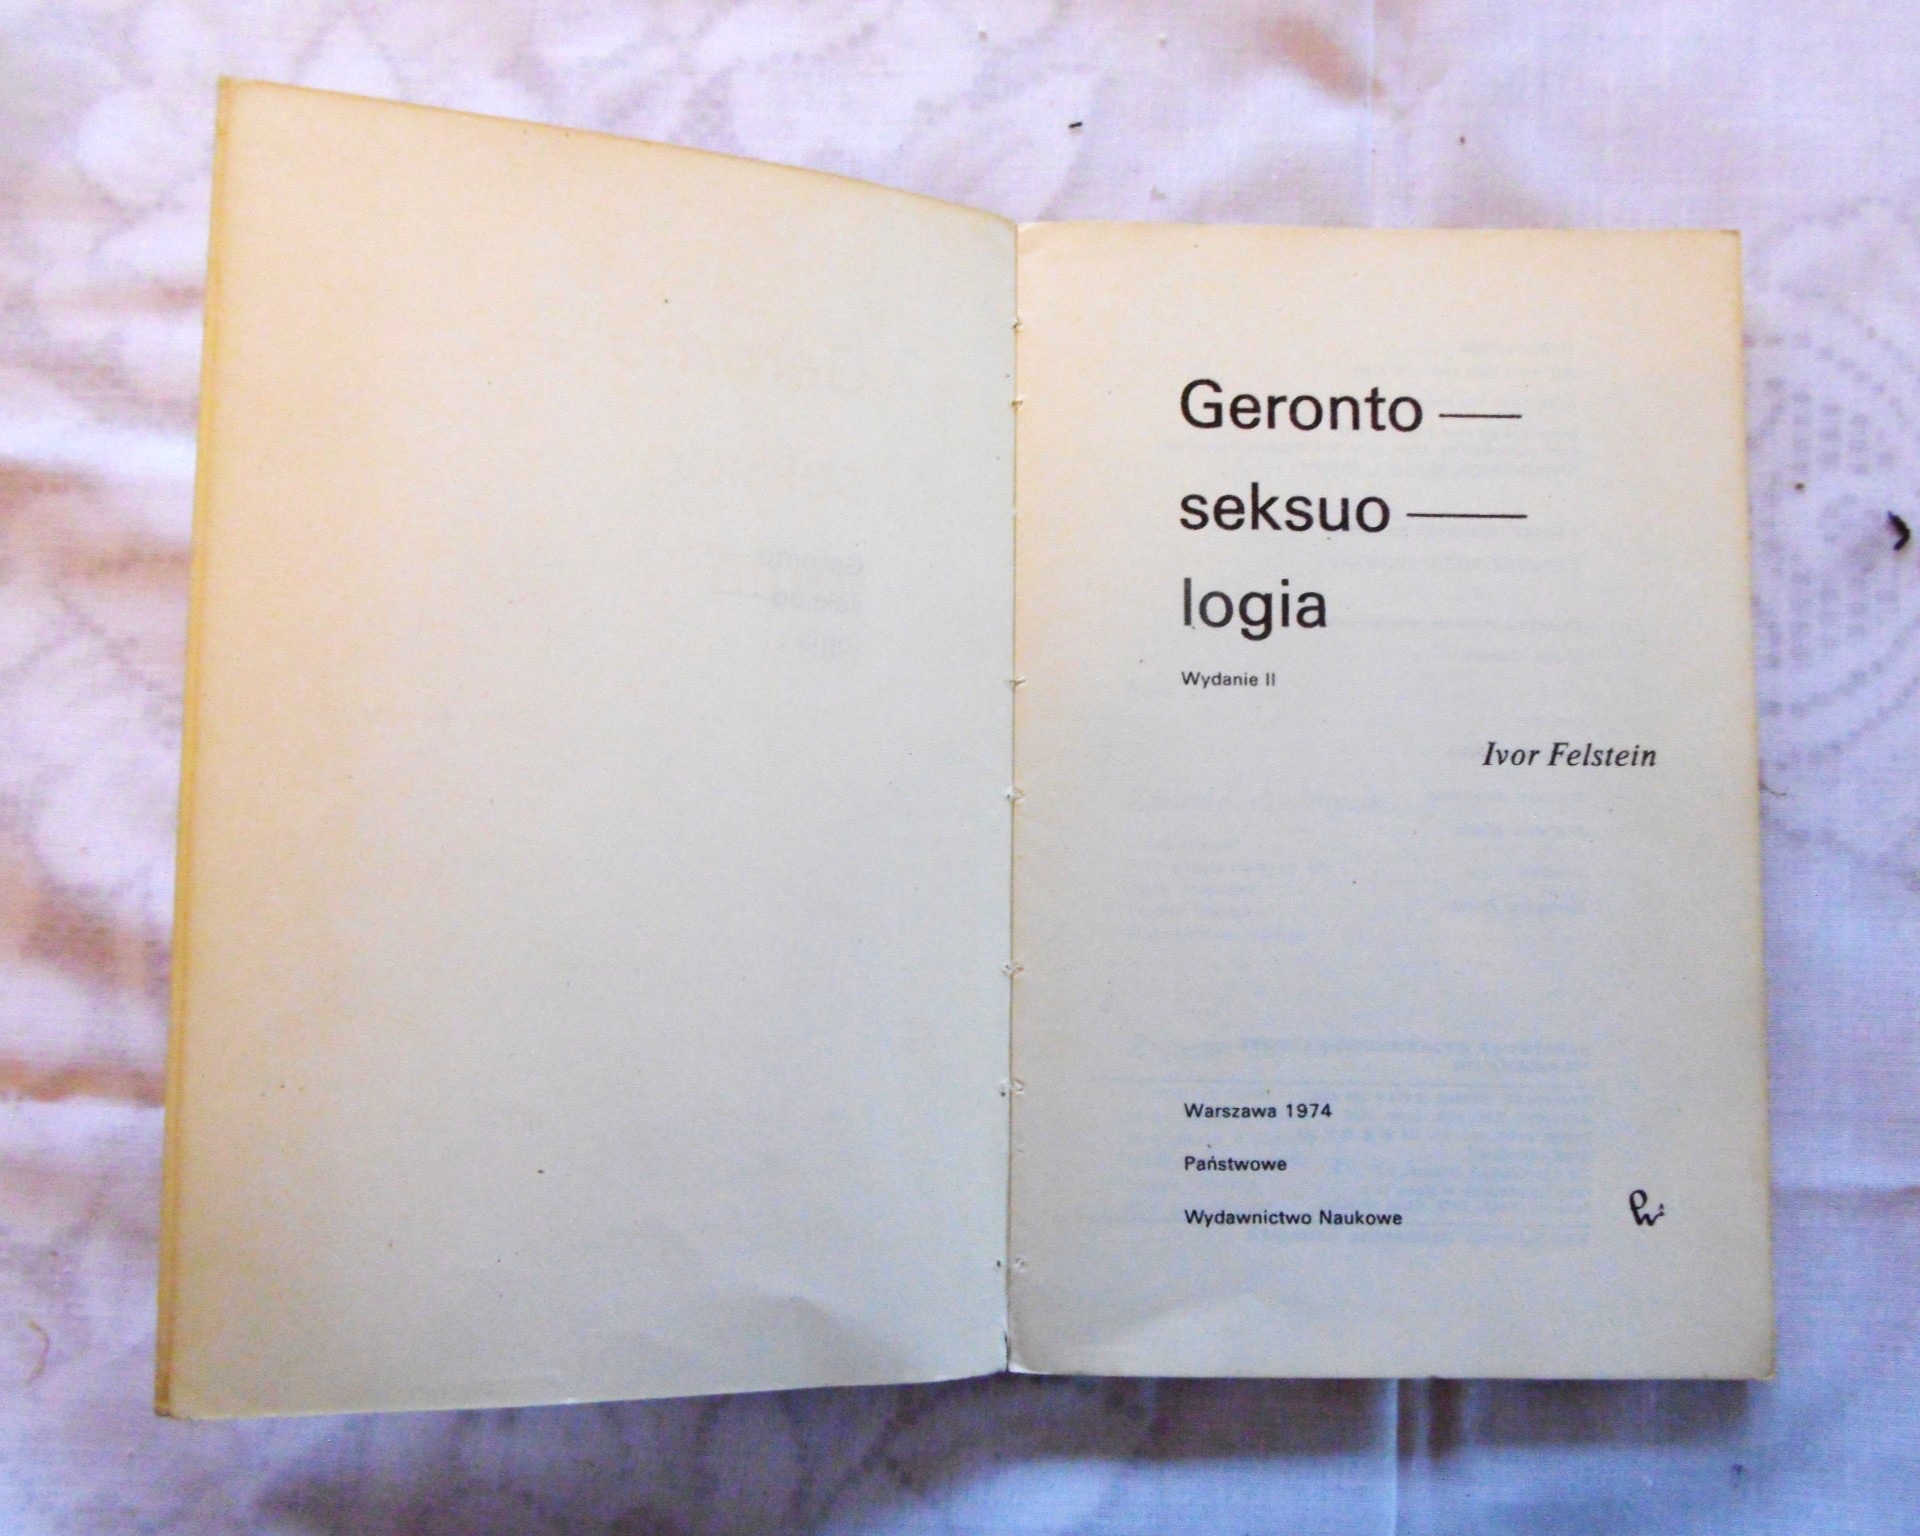 Geronto —
seksuo —
logia
Wydanie II
Ivor Felstein
Warszawa 1974
Państwowe
Wydawnictwo Naukowe